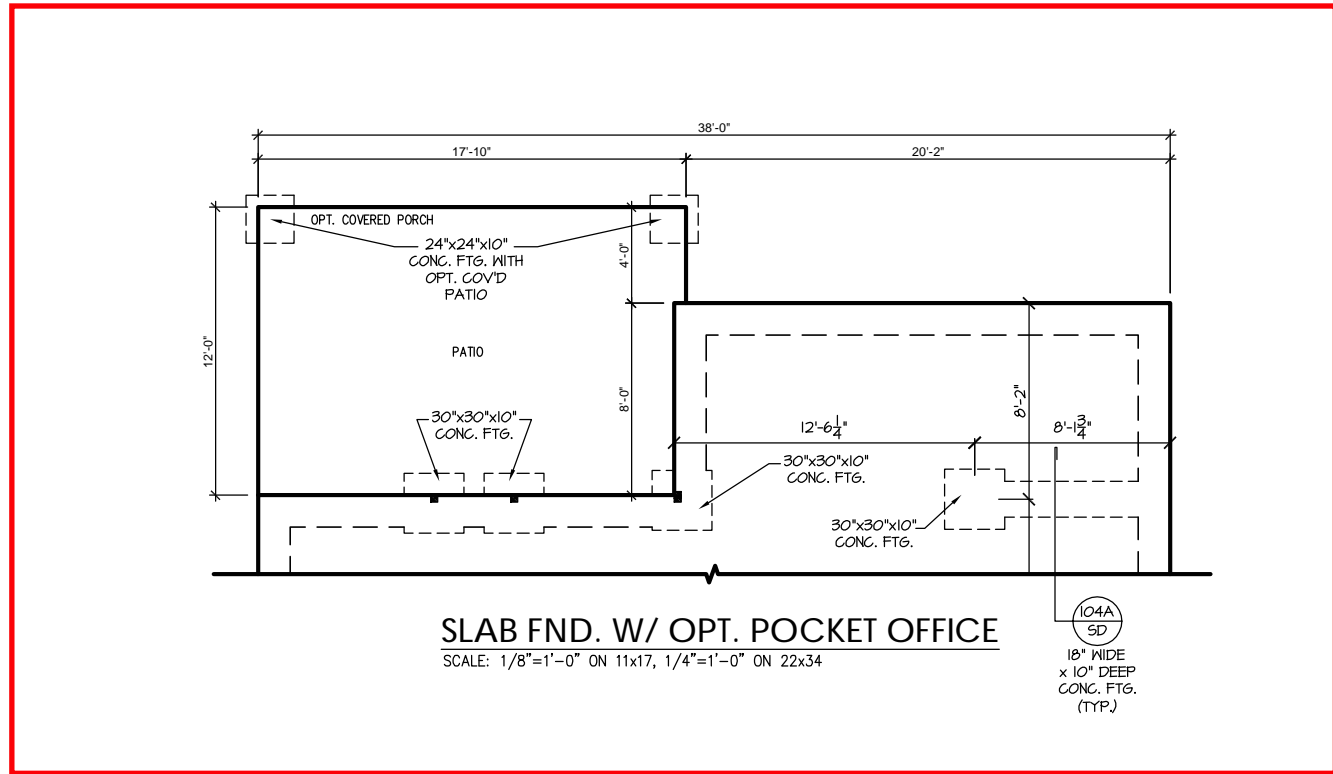 38'-0"
17'-10"
20'-2"
OPT. COVERED PORCH
24"x24"x10"
CONC. FTG. WITH
OPT. COV'D
PATIO
4'-0"
12'-0"
PATIO
8'-0"
8'-2"
30"x30"x10"
CONC. FTG.
12'-6 1/4"
8'-1 3/4"
30"x30"x10"
CONC. FTG.
30"x30"x10"
CONC. FTG.
SLAB FND. W/ OPT. POCKET OFFICE
SCALE: 1/8"=1'-0" ON 11x17, 1/4"=1'-0" ON 22x34
104A
SD
18" WIDE
x 10" DEEP
CONC. FTG.
(TYP.)